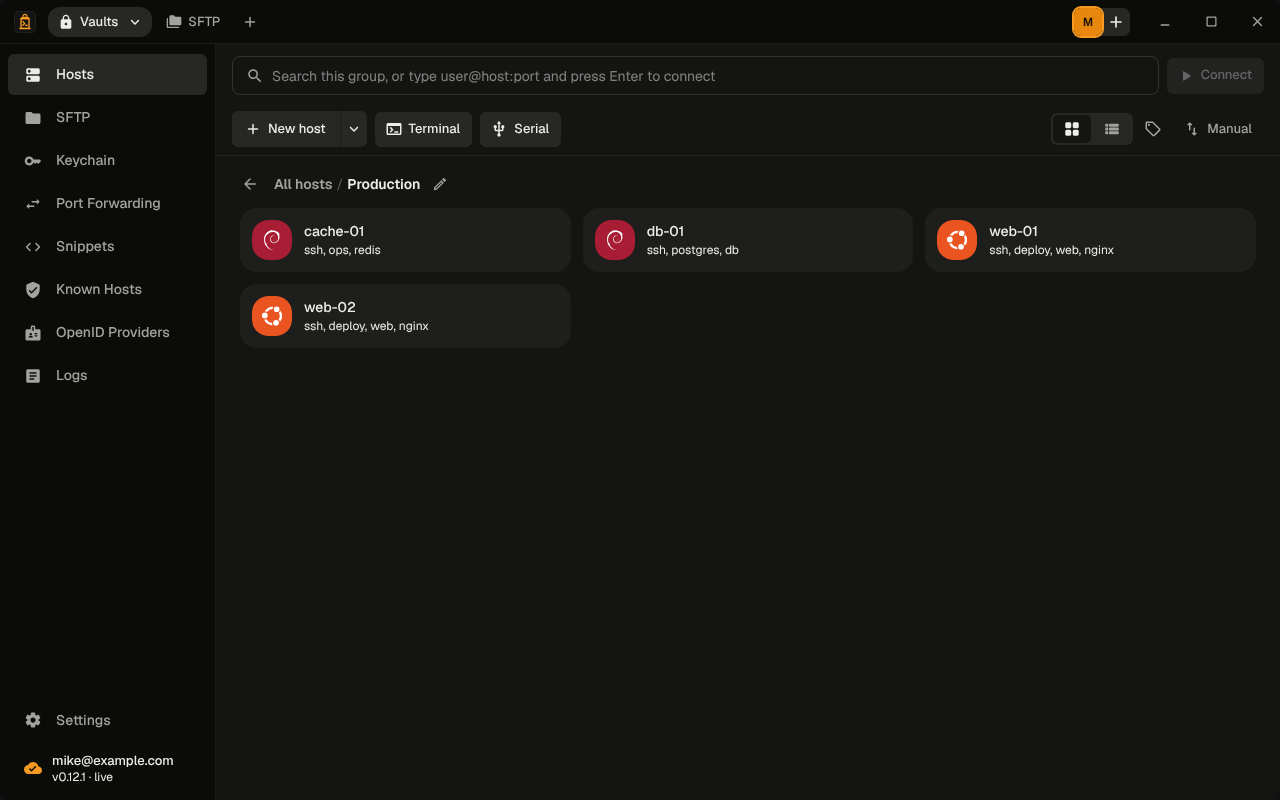 Vaults
SFTP
M
Hosts
SFTP
Keychain
Port Forwarding
Snippets
Known Hosts
OpenID Providers
Logs
Settings
mike@example.com
v0.12.1 · live
Search this group, or type user@host:port and press Enter to connect
Connect
New host
Terminal
Serial
Manual
All hosts / Production
cache-01
ssh, ops, redis
db-01
ssh, postgres, db
web-01
ssh, deploy, web, nginx
web-02
ssh, deploy, web, nginx